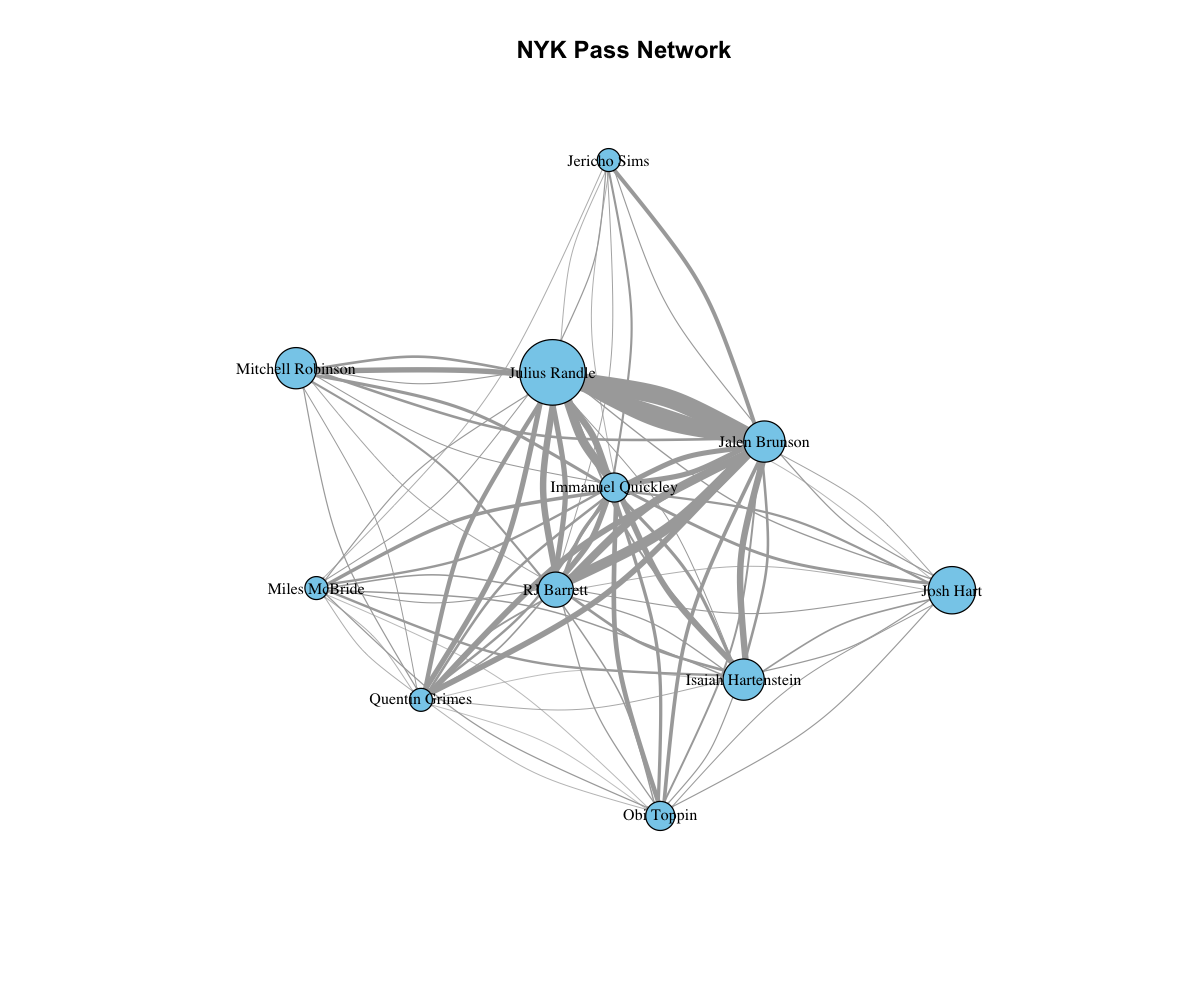 NYK Pass Network
Jericho Sims
Mitchell Robinson
Julius Randle
Jalen Brunson
Immanuel Quickley
Miles McBride
RJ Barrett
Josh Hart
Isaiah Hartenstein
Quentin Grimes
Obi Toppin